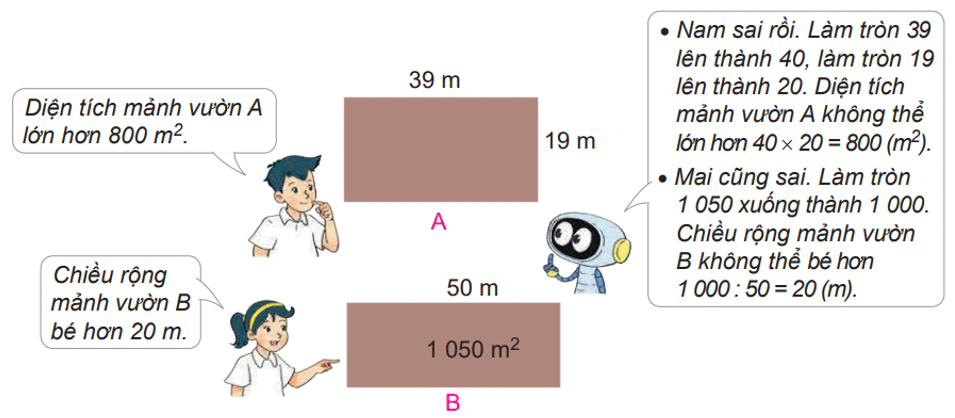 Diện tích mảnh vườn A
lớn hơn 800 m².
39 m
19 m
A
• Nam sai rồi. Làm tròn 39
lên thành 40, làm tròn 19
lên thành 20. Diện tích
mảnh vườn A không thể
lớn hơn 40 × 20 = 800 (m²).
• Mai cũng sai. Làm tròn
1 050 xuống thành 1 000.
Chiều rộng mảnh vườn
B không thể bé hơn
1 000 : 50 = 20 (m).
Chiều rộng
mảnh vườn B
bé hơn 20 m.
50 m
1 050 m²
B